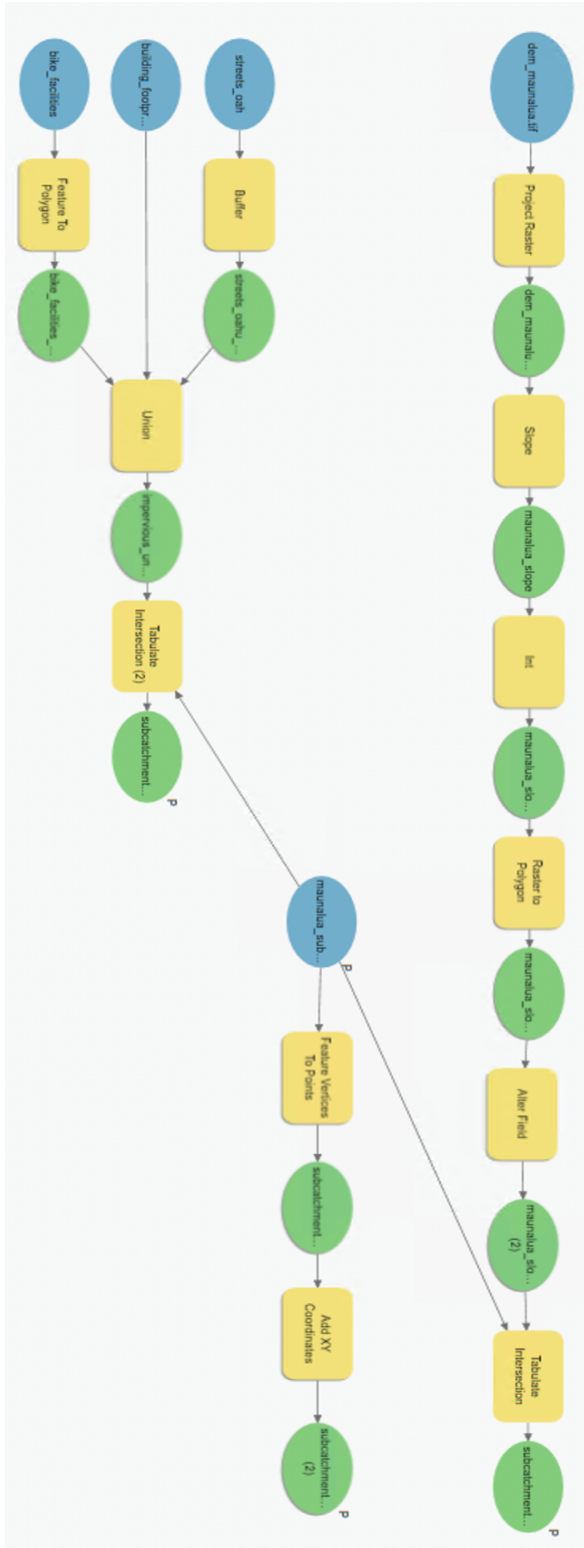 dem_maunalua.tif
Project Raster
dem_maunalu...
Slope
maunalua_slope
Int
maunalua_slo...
Raster to
Polygon
maunalua_slo...
Alter Field
maunalua_slo...
(2)
Tabulate
Intersection
subcatchment...
P
streets_oah
Buffer
streets_oahu_...
building_footpr...
bike_facilities
Feature To
Polygon
bike_facilities_...
Union
impervious_un...
Tabulate
Intersection (2)
subcatchment...
P
maunalua_sub...
P
Feature Vertices
To Points
subcatchment...
Add XY
Coordinates
subcatchment...
(2)
P